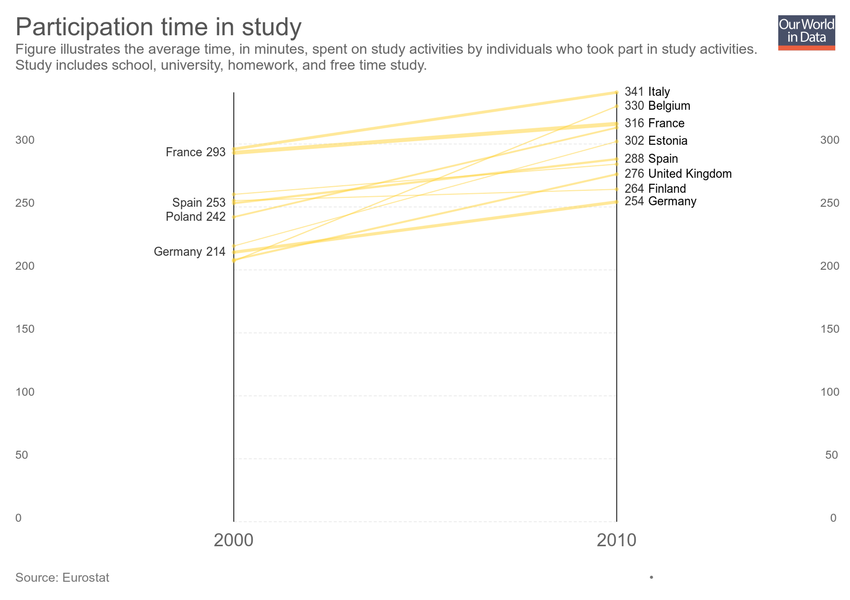 Participation time in study
Our World
in Data
Figure illustrates the average time, in minutes, spent on study activities by individuals who took part in study activities.
Study includes school, university, homework, and free time study.
341 Italy
330 Belgium
316 France
300
302 Estonia
300
France 293
288 Spain
276 United Kingdom
264 Finland
250
Spain 253
254 Germany
250
Poland 242
Germany 214
200
200
150
150
100
100
50
50
0
0
2000
2010
Source: Eurostat